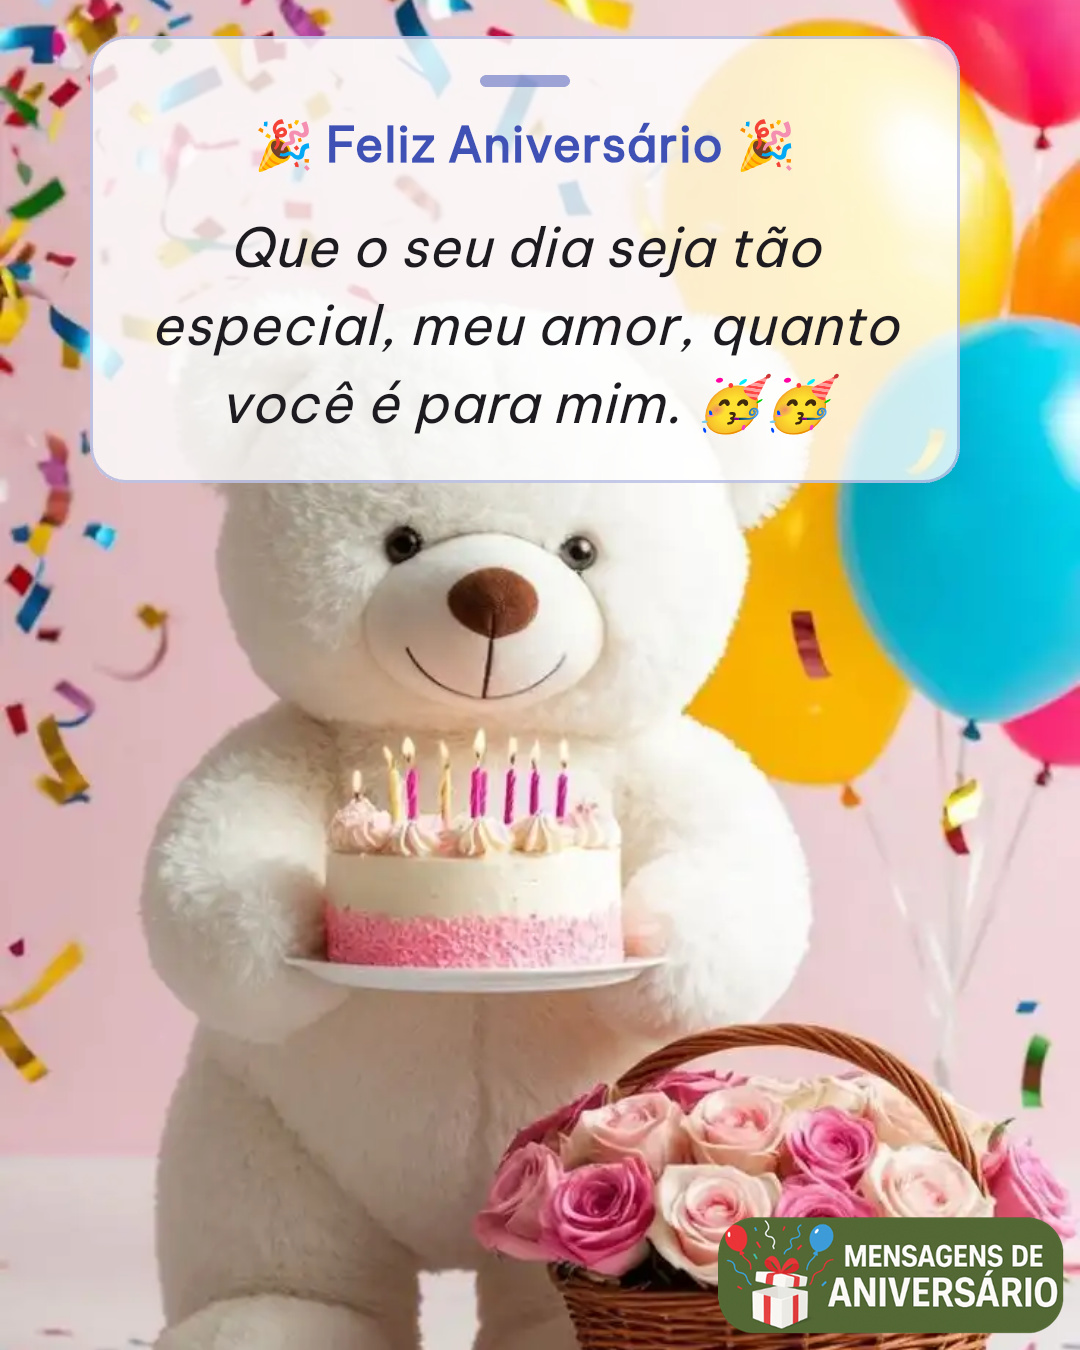 🎉 Feliz Aniversário 🎉
Que o seu dia seja tão
especial, meu amor, quanto
você é para mim. 🥳🥳
MENSAGENS DE
ANIVERSÁRIO